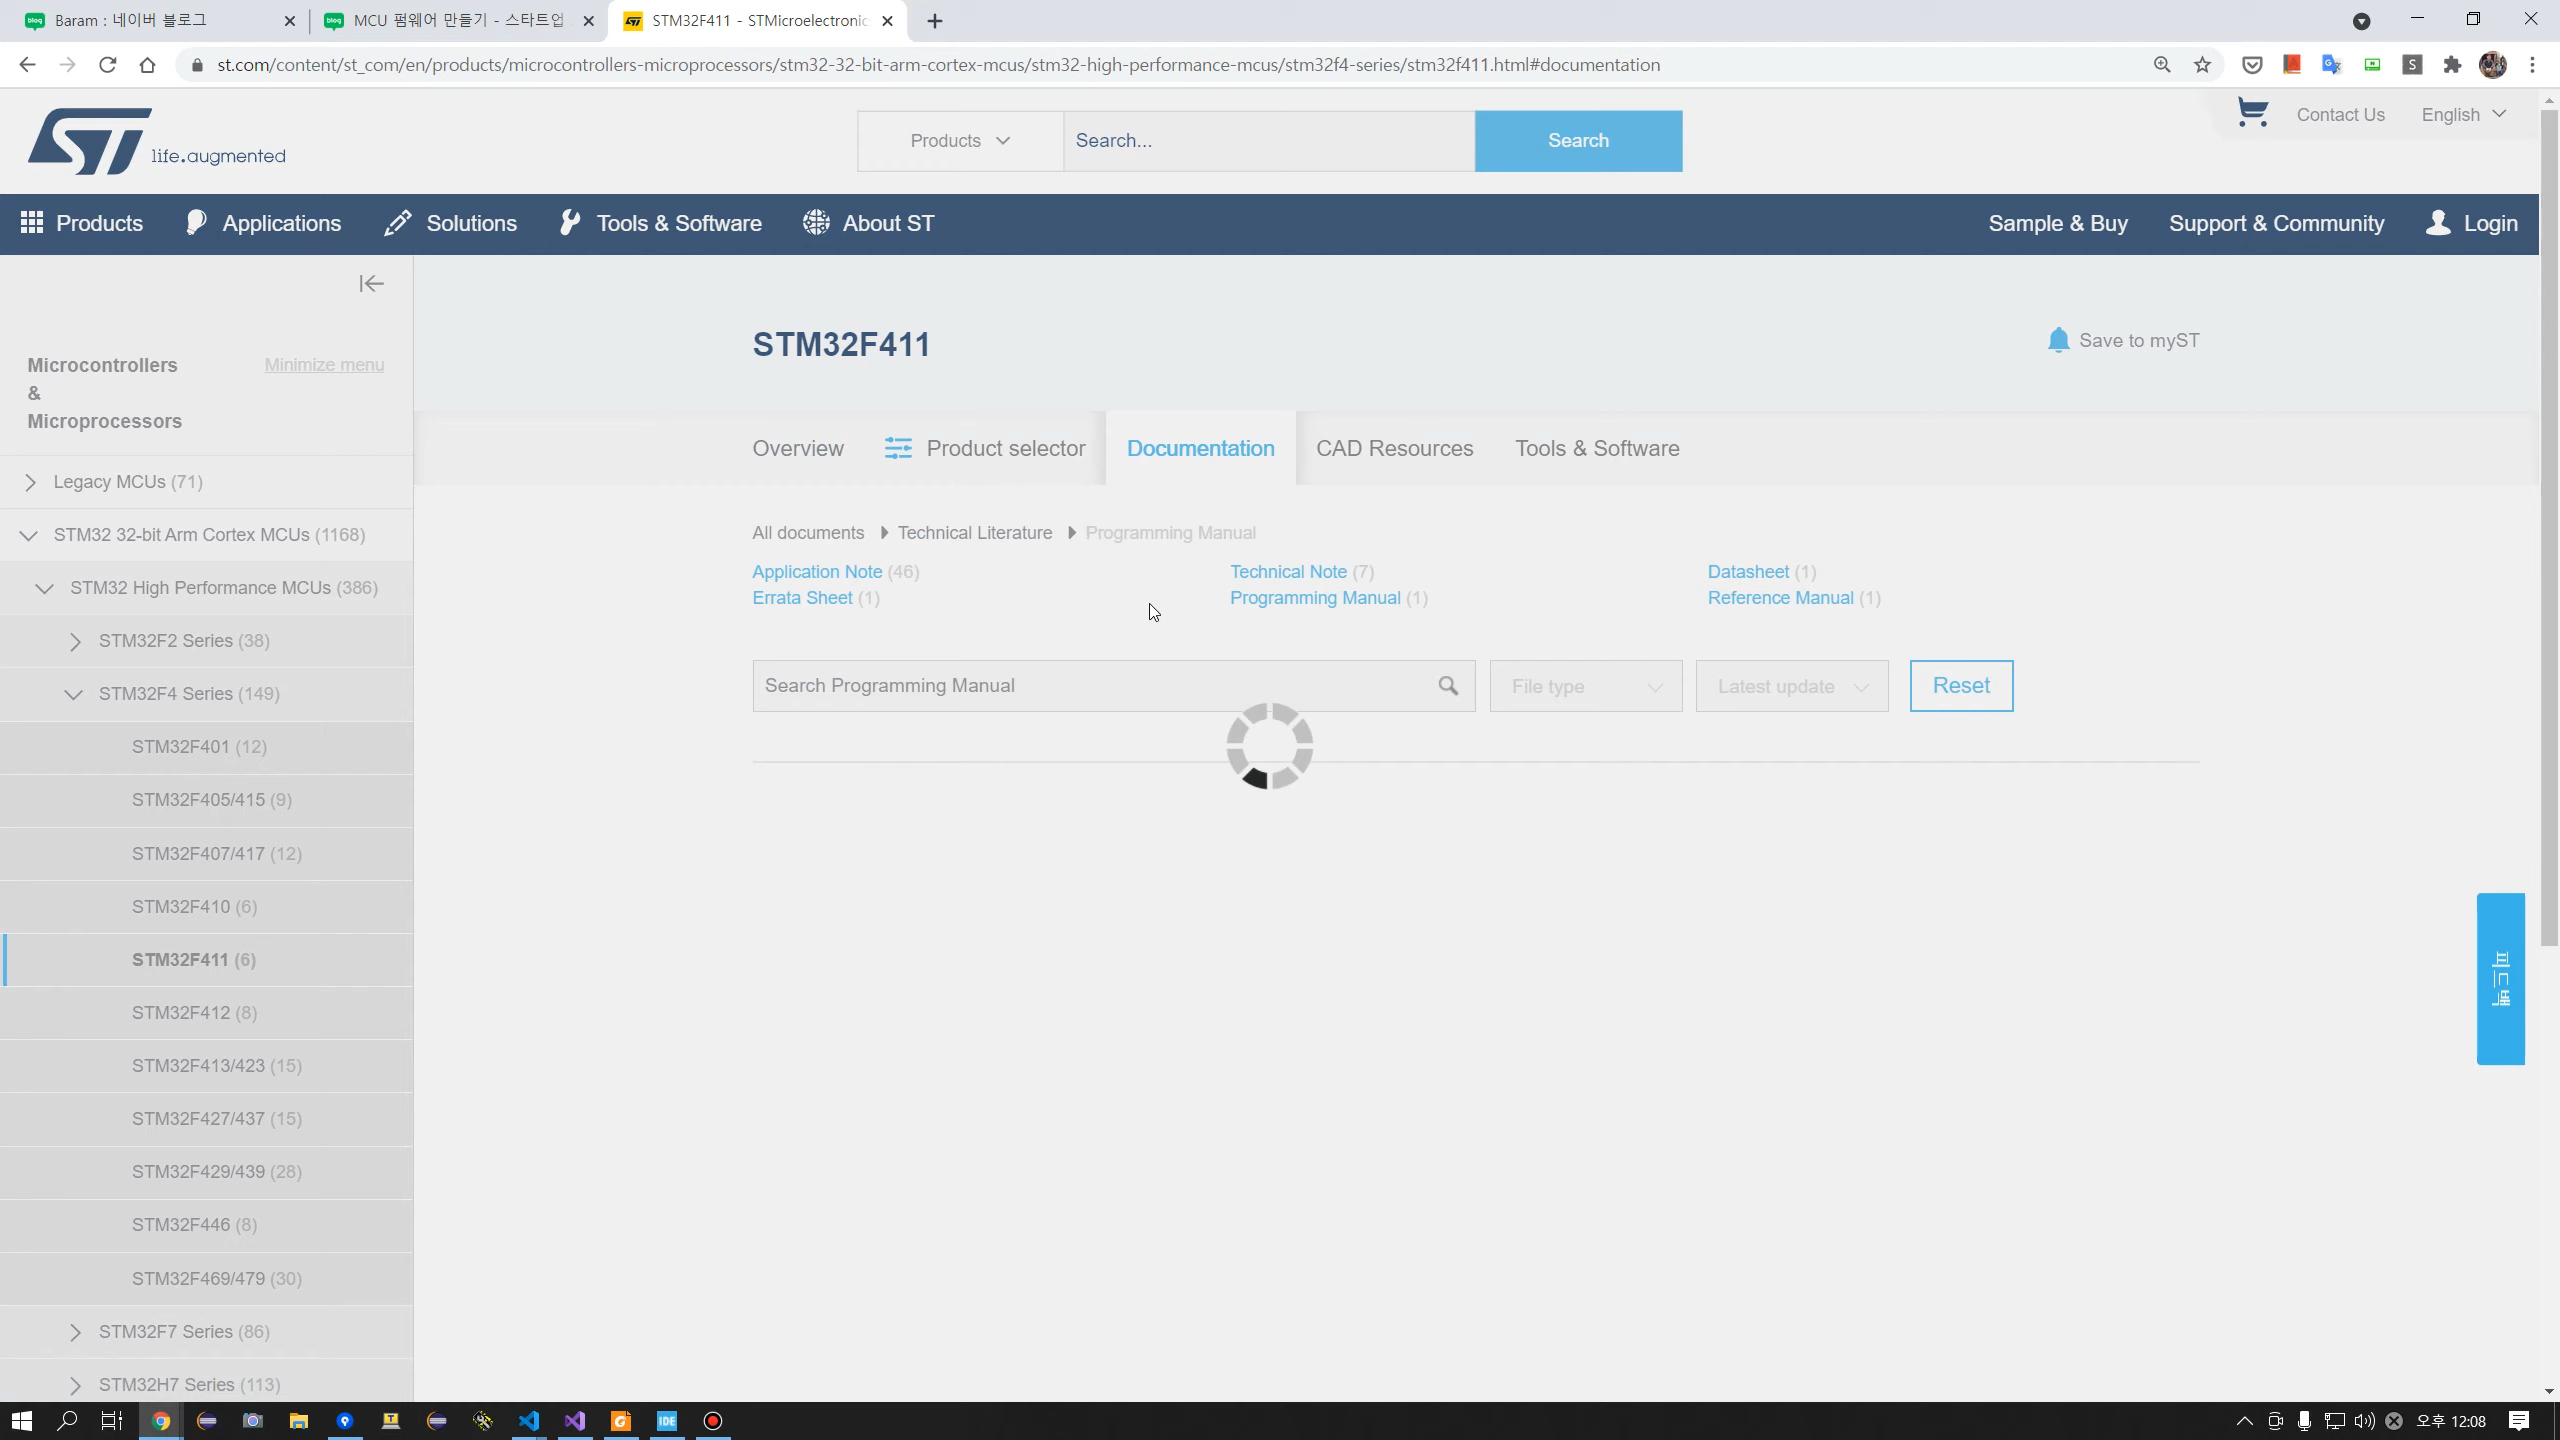 Baram : 네이버 블로그
MCU 펌웨어 만들기 - 스타트업
STM32F411 - STMicroelectronic
st.com/content/st_com/en/products/microcontrollers-microprocessors/stm32-32-bit-arm-cortex-mcus/stm32-high-performance-mcus/stm32f4-series/stm32f411.html#documentation
ST life.augmented
Products
Search...
Search
Contact Us
English
Products
Applications
Solutions
Tools & Software
About ST
Sample & Buy
Support & Community
Login
Microcontrollers
&
Microprocessors
Minimize menu
Legacy MCUs (71)
STM32 32-bit Arm Cortex MCUs (1168)
STM32 High Performance MCUs (386)
STM32F2 Series (38)
STM32F4 Series (149)
STM32F401 (12)
STM32F405/415 (9)
STM32F407/417 (12)
STM32F410 (6)
STM32F411 (6)
STM32F412 (8)
STM32F413/423 (15)
STM32F427/437 (15)
STM32F429/439 (28)
STM32F446 (8)
STM32F469/479 (30)
STM32F7 Series (86)
STM32H7 Series (113)
STM32F411
Save to myST
Overview
Product selector
Documentation
CAD Resources
Tools & Software
All documents
Technical Literature
Programming Manual
Application Note (46)
Technical Note (7)
Datasheet (1)
Errata Sheet (1)
Programming Manual (1)
Reference Manual (1)
Search Programming Manual
File type
Latest update
Reset
피드백
IDE
오후 12:08